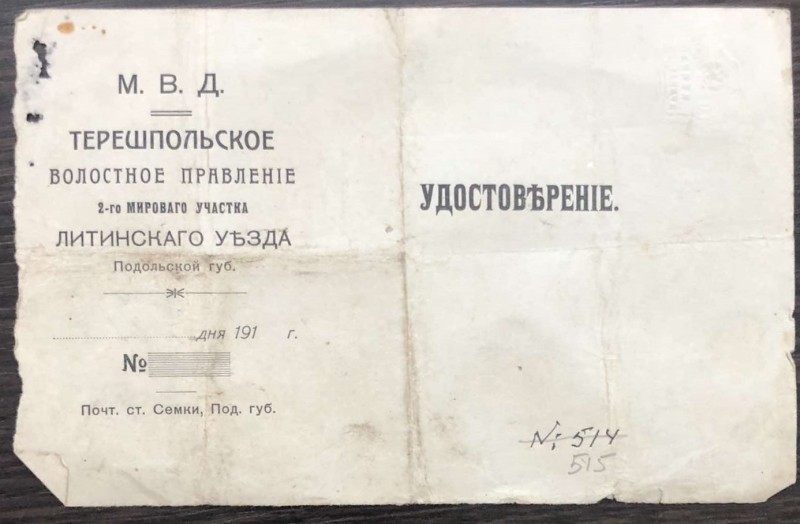 М. В. Д.
ТЕРЕШПОЛЬСКОЕ
ВОЛОСТНОЕ ПРАВЛЕНІЕ
2-го МИРОВАГО УЧАСТКА
ЛИТИНСКАГО УѢЗДА
Подольской губ.
дня 191 г.
№
Почт. ст. Семки, Под. губ.
УДОСТОВѢРЕНІЕ.
№ 514
515